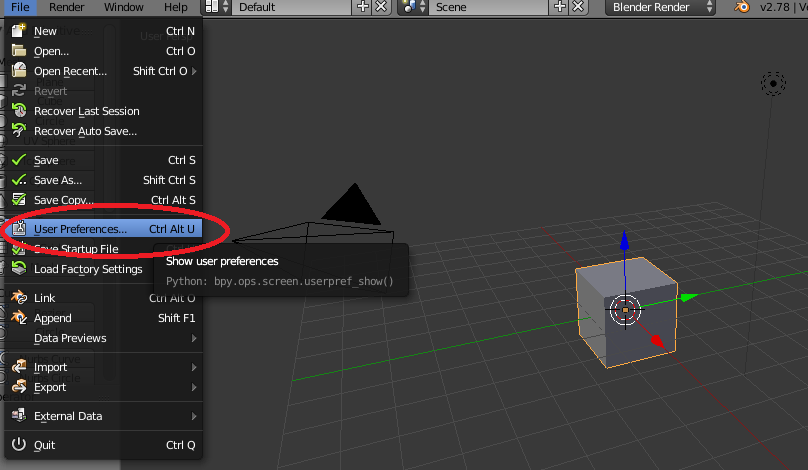 File Render Window Help Default Scene Blender Render v2.78
New Ctrl N
Open... Ctrl O
Open Recent... Shift Ctrl O
Revert
Recover Last Session
Recover Auto Save...
Save Ctrl S
Save As... Shift Ctrl S
Save Copy... Ctrl Alt S
User Preferences... Ctrl Alt U
Save Startup File
Show user preferences
Load Factory Settings
Python: bpy.ops.screen.userpref_show()
Link Ctrl Alt O
Append Shift F1
Data Previews
Import
Export
External Data
Quit Ctrl Q